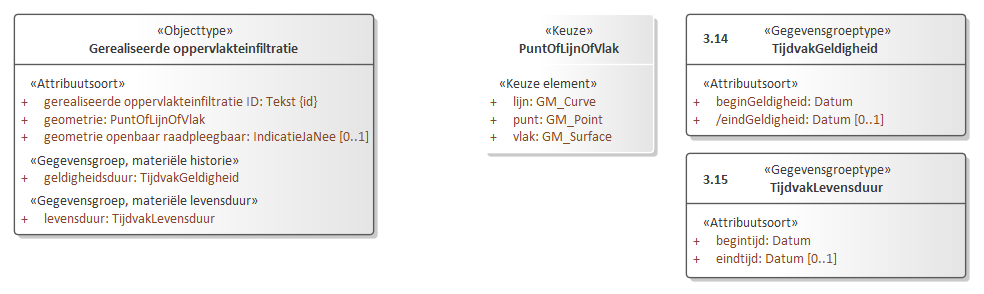 «Objecttype»
Gerealiseerde oppervlakteinfiltratie
«Attribuutsoort»
+ gerealiseerde oppervlakteinfiltratie ID: Tekst {id}
+ geometrie: PuntOfLijnOfVlak
+ geometrie openbaar raadpleegbaar: IndicatieJaNee [0..1]
«Gegevensgroep, materiële historie»
+ geldigheidsduur: TijdvakGeldigheid
«Gegevensgroep, materiële levensduur»
+ levensduur: TijdvakLevensduur
«Keuze»
PuntOfLijnOfVlak
«Keuze element»
+ lijn: GM_Curve
+ punt: GM_Point
+ vlak: GM_Surface
3.14 «Gegevensgroeptype»
TijdvakGeldigheid
«Attribuutsoort»
+ beginGeldigheid: Datum
+ /eindGeldigheid: Datum [0..1]
3.15 «Gegevensgroeptype»
TijdvakLevensduur
«Attribuutsoort»
+ begintijd: Datum
+ eindtijd: Datum [0..1]